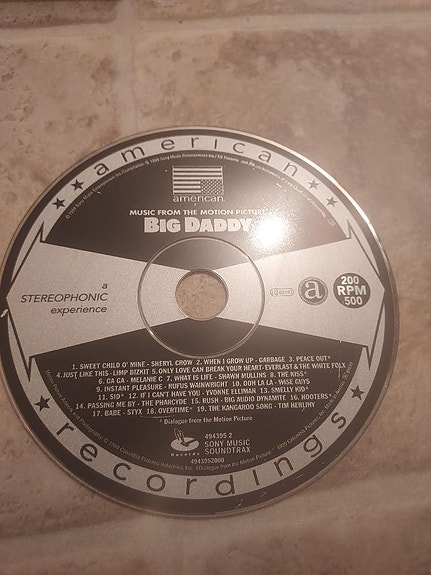 ★ ★ american ★ ★
american
MUSIC FROM THE MOTION PICTURE
BIG DADDY
a
STEREOPHONIC
experience
a
200
RPM
500
1. SWEET CHILD O' MINE - SHERYL CROW 2. WHEN I GROW UP - GARBAGE 3. PEACE OUT*
4. JUST LIKE THIS - LIMP BIZKIT 5. ONLY LOVE CAN BREAK YOUR HEART - EVERLAST & THE WHITE FOLX
6. GA GA - MELANIE C 7. WHAT IS LIFE - SHAWN MULLINS 8. THE KISS*
9. INSTANT PLEASURE - RUFUS WAINWRIGHT 10. OOH LA LA - WISE GUYS
11. SID* 12. IF I CAN'T HAVE YOU - YVONNE ELLIMAN 13. SMELLY KID*
14. PASSING ME BY - THE PHARCYDE 15. RUSH - BIG AUDIO DYNAMITE 16. HOOTERS*
17. BABE - STYX 18. OVERTIME* 19. THE KANGAROO SONG - TIM HERLIHY
* Dialogue from the Motion Picture
Records
494395 2
SONY MUSIC
SOUNDTRAX
4943952000
★ recordings ★